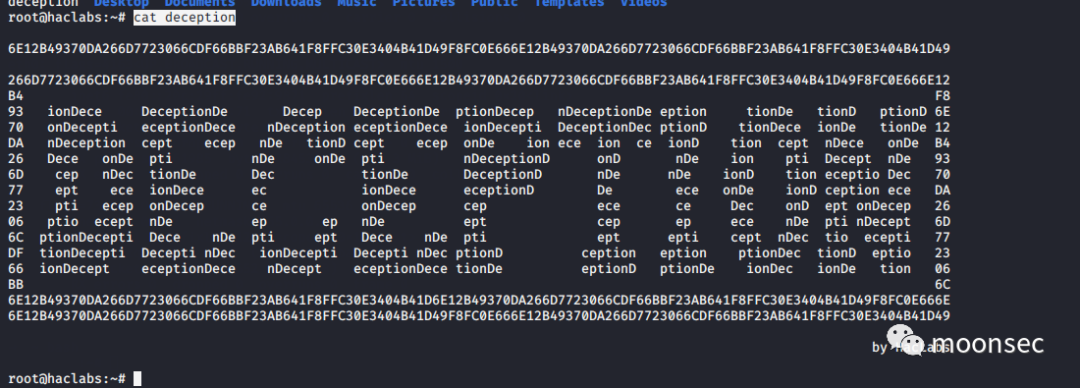 deception Desktop Documents Downloads Music Pictures Public Templates Videos
root@haclabs:~# cat deception
6E12B49370DA266D7723066CDF66BBF23AB641F8FFC30E3404B41D49F8FC0E666E12B49370DA266D7723066CDF66BBF23AB641F8FFC30E3404B41D49
266D7723066CDF66BBF23AB641F8FFC30E3404B41D49F8FC0E666E12B49370DA266D7723066CDF66BBF23AB641F8FFC30E3404B41D49F8FC0E666E12
B4 F8
93 ionDece DeceptionDe Decep DeceptionDe ptionDecep nDeceptionDe eption tionDe tionD ptionD 6E
70 onDecepti eceptionDece nDeception eceptionDece ionDecepti DeceptionDec ptionD tionDece ionDe tionDe 12
DA nDeception cept ecep nDe tionD cept ecep onDe ion ece ion ce ionD tion cept nDece onDe B4
26 Dece onDe pti nDe onDe pti nDeceptionD onD nDe ion pti Decept nDe 93
6D cep nDec tionDe Dec tionDe DeceptionD nDe nDe ionD tion eceptio Dec 70
77 ept ece ionDece ec ionDece eceptionD De ece onDe ionD ception ece DA
23 pti ecep onDecep ce onDecep cep ece ce Dec onD ept onDecep 26
06 ptio ecept nDe ep ep nDe ept cep ep ece nDe pti nDecept 6D
6C ptionDecepti Dece nDe pti ept Dece nDe pti ept epti cept nDec tio ecepti 77
DF tionDecepti Decepti nDec ionDecepti Decepti nDec ptionD ception eption ptionDec tionD eptio 23
66 ionDecept eceptionDece nDecept eceptionDece tionDe eptionD ptionDe ionDec ionDe tion 06
BB 6C
6E12B49370DA266D7723066CDF66BBF23AB641F8FFC30E3404B41D6E12B49370DA266D7723066CDF66BBF23AB641F8FFC30E3404B41D49F8FC0E666E
6E12B49370DA266D7723066CDF66BBF23AB641F8FFC30E3404B41D49F8FC0E666E12B49370DA266D7723066CDF66BBF23AB641F8FFC30E3404B41D49
by
moonsec
root@haclabs:~#